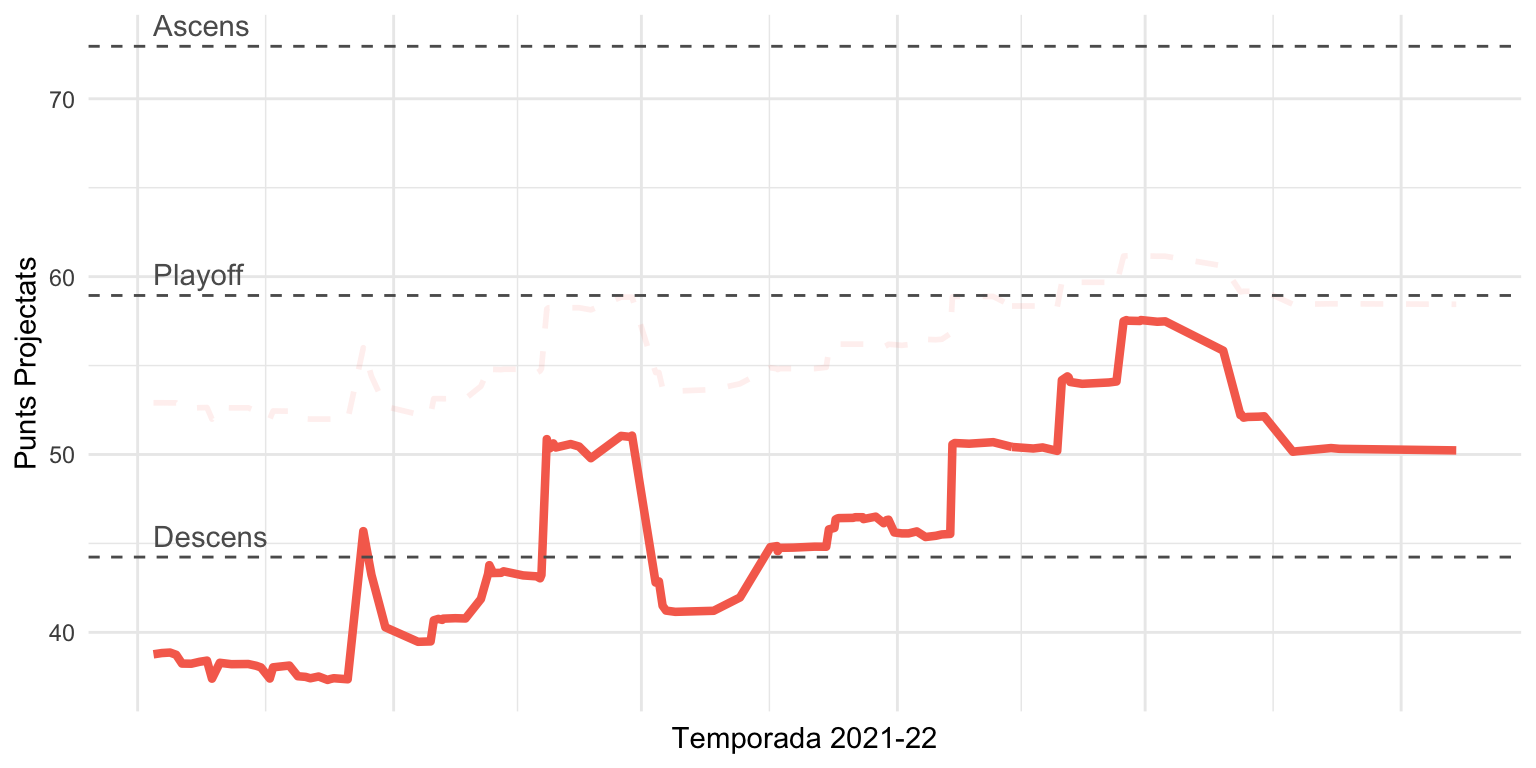 Ascens
70
Playoff
60
50
Descens
40
Punts Projectats
Temporada 2021-22